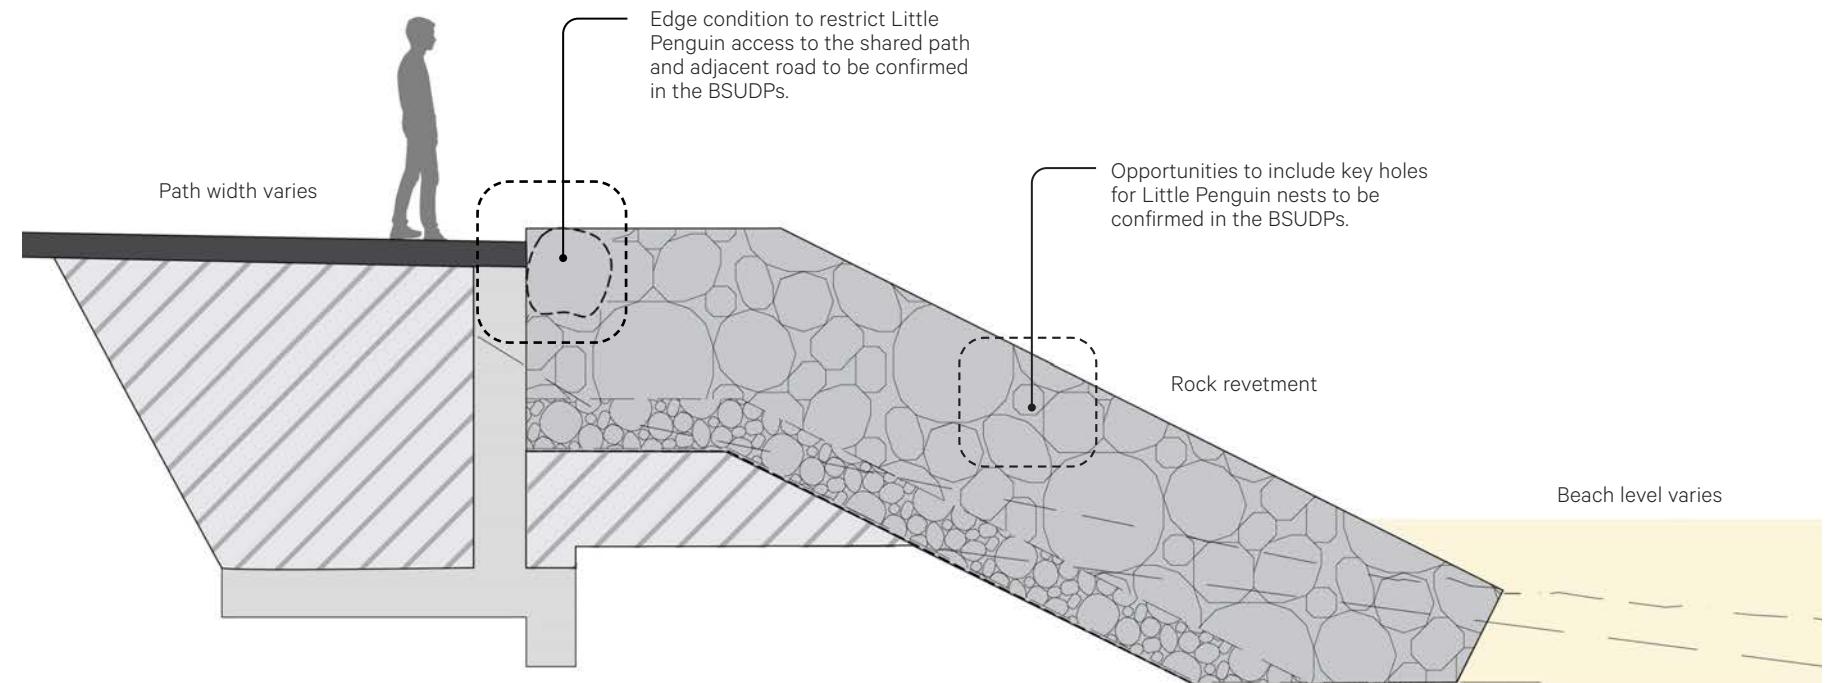 Edge condition to restrict Little
Penguin access to the shared path
and adjacent road to be confirmed
in the BSUDPs.
Path width varies
Opportunities to include key holes
for Little Penguin nests to be
confirmed in the BSUDPs.
Rock revetment
Beach level varies